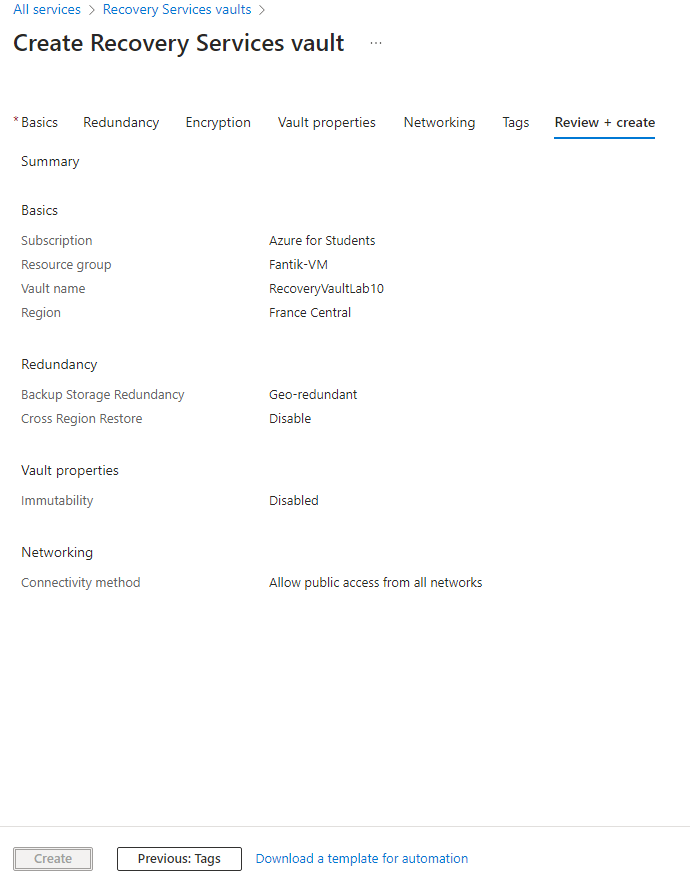 All services > Recovery Services vaults >
Create Recovery Services vault ...
* Basics Redundancy Encryption Vault properties Networking Tags Review + create
Summary
Basics
Subscription Azure for Students
Resource group Fantik-VM
Vault name RecoveryVaultLab10
Region France Central
Redundancy
Backup Storage Redundancy Geo-redundant
Cross Region Restore Disable
Vault properties
Immutability Disabled
Networking
Connectivity method Allow public access from all networks
Create Previous: Tags Download a template for automation